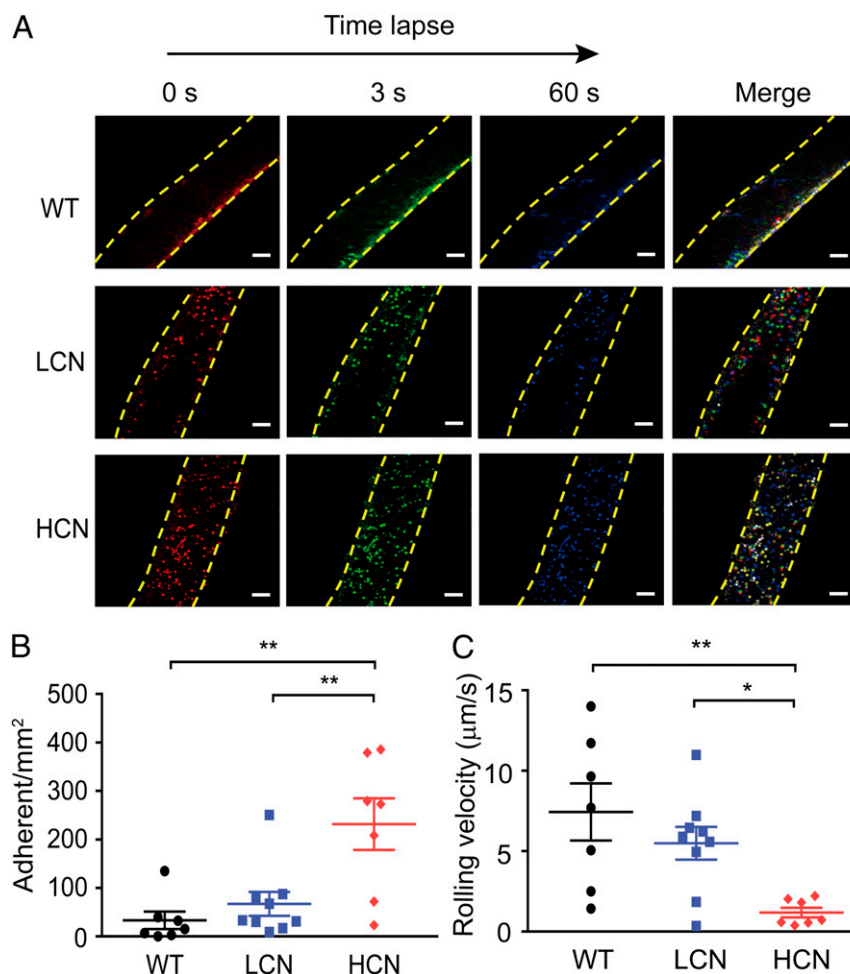 A
Time lapse
0 s 3 s 60 s Merge
WT
LCN
HCN
B
**
**
Adherent/mm²
500
400
300
200
100
0
WT LCN HCN
C
**
*
Rolling velocity (μm/s)
15
10
5
0
WT LCN HCN